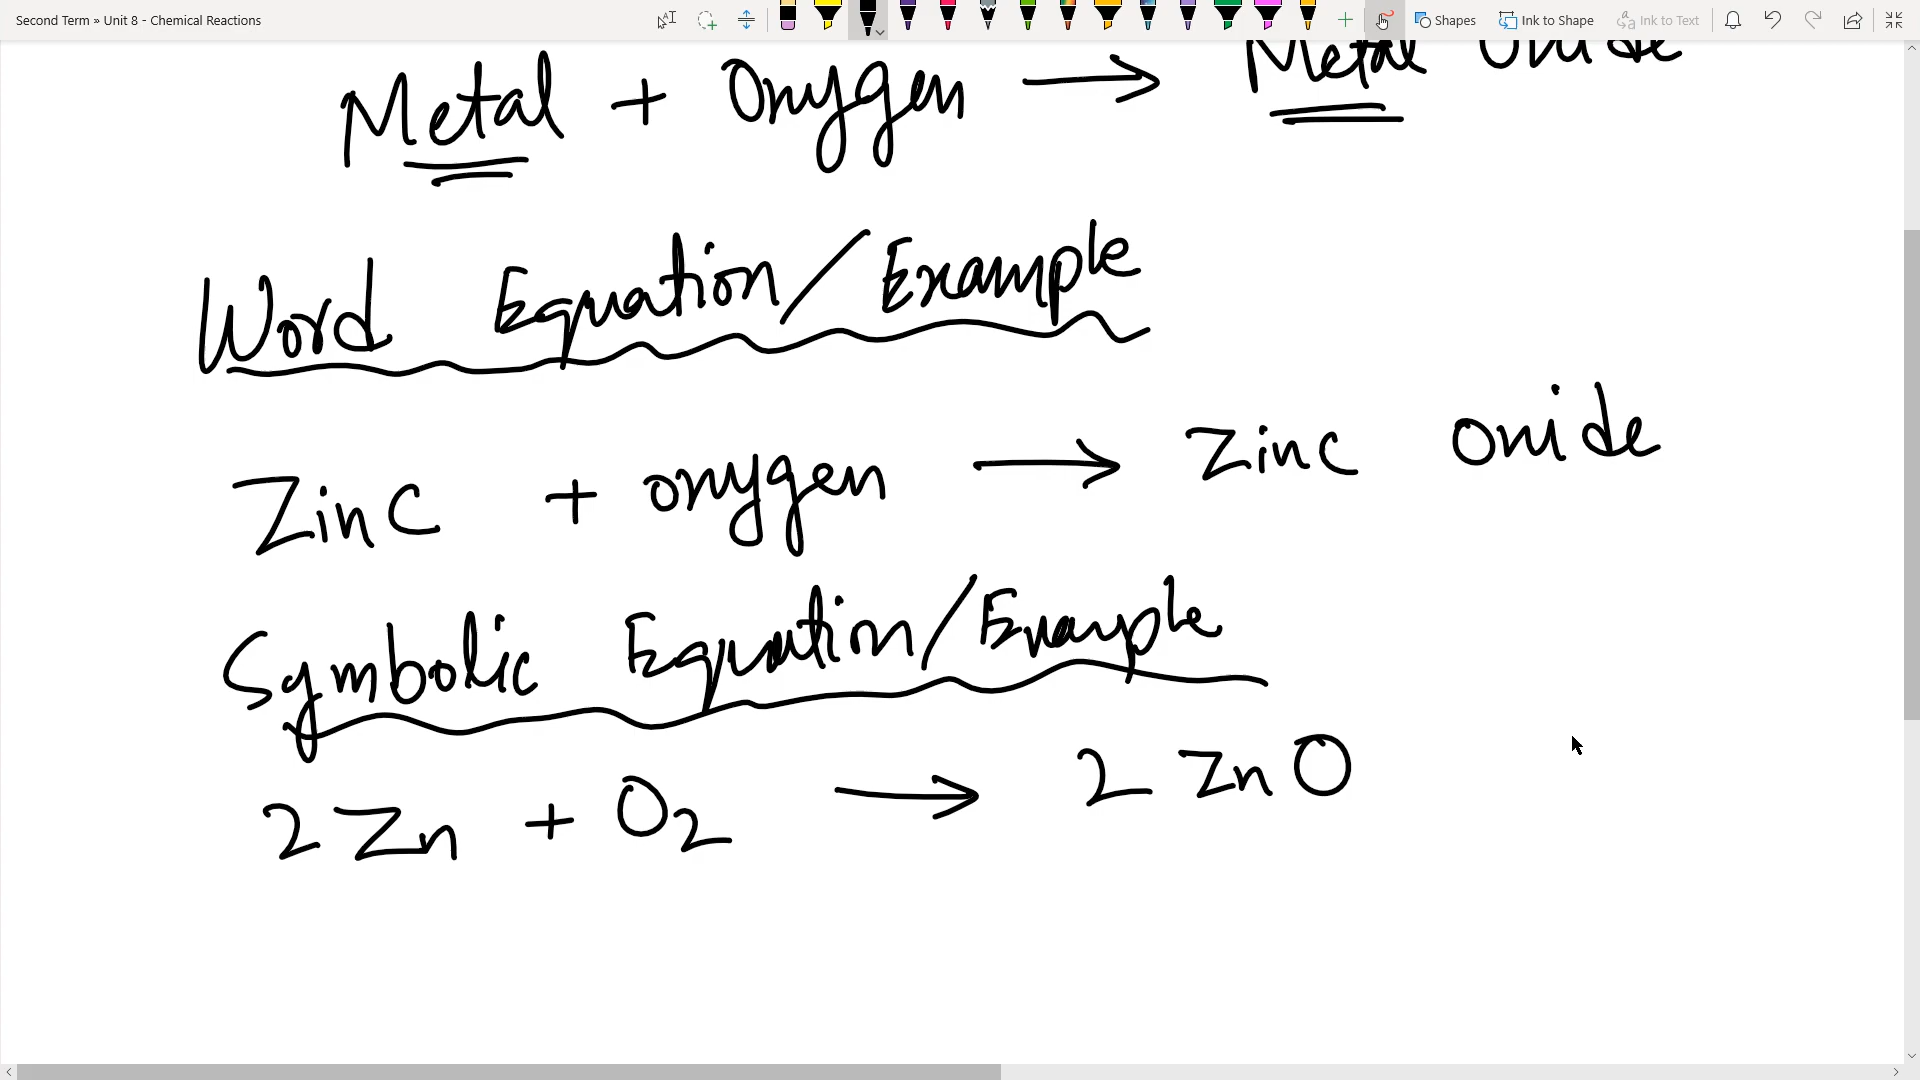 Second Term » Unit 8 - Chemical Reactions
Shapes
Ink to Shape
Ink to Text
Metal + Oxygen → Metal Oxide
Word Equation/Example
Zinc + oxygen → Zinc Oxide
Symbolic Equation/Example
2 Zn + O₂ → 2 ZnO